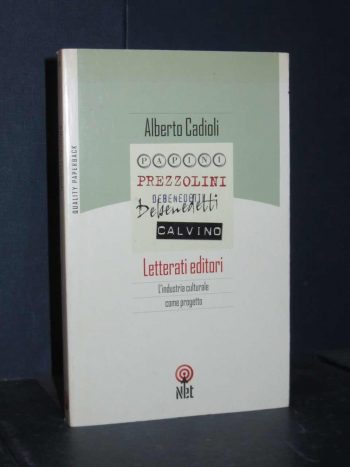 QUALITY PAPERBACK
Alberto Cadioli
PAPINI
PREZZOLINI
DEBENEDETTI
Debenedetti
CALVINO
Letterati editori
L'industria culturale
come progetto
Net